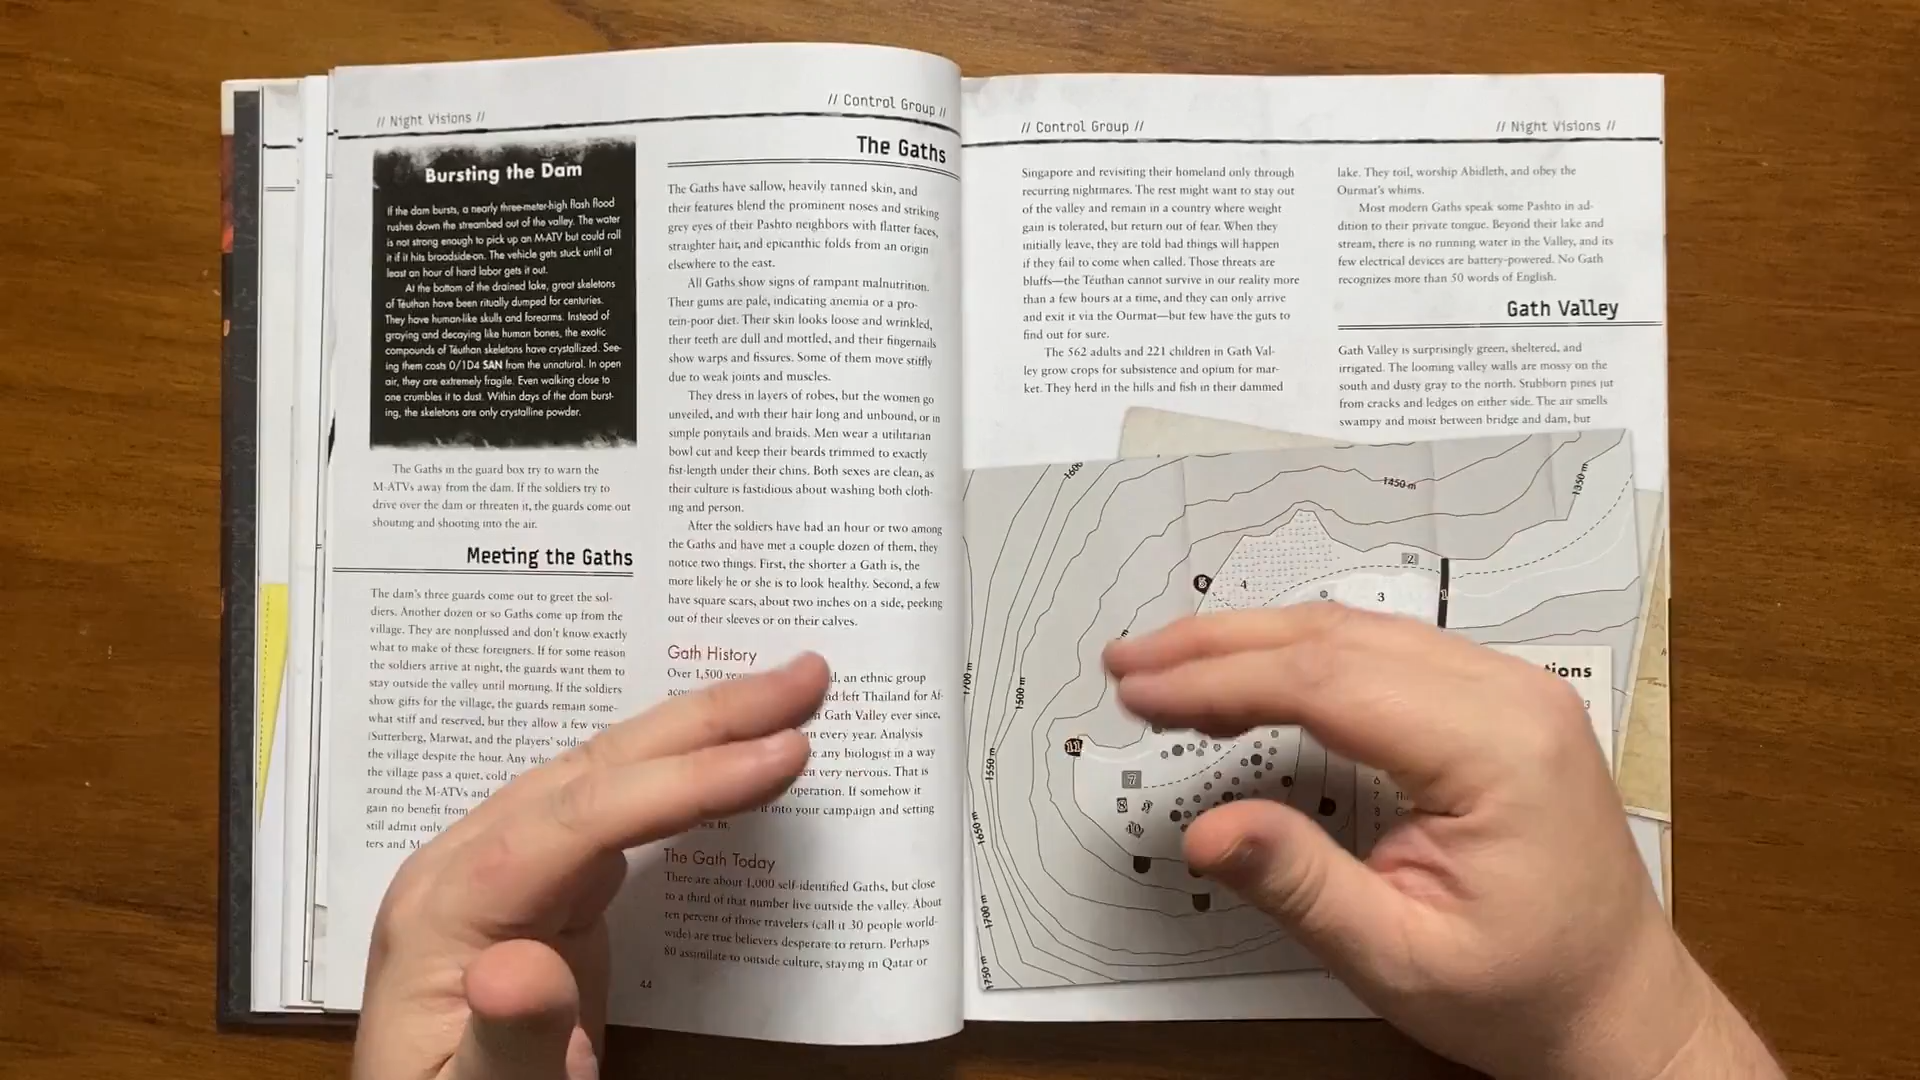 // Night Visions //
// Control Group //
Bursting the Dam
If the dam bursts, a nearly three-meter-high flash flood
rushes down the streambed out of the valley. The water
is not strong enough to pick up an M-ATV but could roll
it if it hits broadside-on. The vehicle gets stuck until at
least an hour of hard labor gets it out.
At the bottom of the drained lake, great skeletons
of Téuthan have been ritually dumped for centuries.
They have human-like skulls and forearms. Instead of
graying and decaying like human bones, the exotic
compounds of Téuthan skeletons have crystallized. See-
ing them costs 0/1D4 SAN from the unnatural. In open
air, they are extremely fragile. Even walking close to
one crumbles it to dust. Within days of the dam burst-
ing, the skeletons are only crystalline powder.
The Gaths in the guard box try to warn the
M-ATVs away from the dam. If the soldiers try to
drive over the dam or threaten it, the guards come out
shouting and shooting into the air.
Meeting the Gaths
The dam's three guards come out to greet the sol-
diers. Another dozen or so Gaths come up from the
village. They are nonplussed and don't know exactly
what to make of these foreigners. If for some reason
the soldiers arrive at night, the guards want them to
stay outside the valley until morning. If the soldiers
show gifts for the village, the guards remain some-
what stiff and reserved, but they allow a few
(Sutterberg, Marwat, and the players'
the village despite the hour. Any
the village pass a quiet, cold
around the M-ATVs and
gain no benefit from
still admit only
ters and
The Gaths
The Gaths have sallow, heavily tanned skin, and
their features blend the prominent noses and striking
grey eyes of their Pashto neighbors with flatter faces,
straighter hair, and epicanthic folds from an origin
elsewhere to the east.
All Gaths show signs of rampant malnutrition.
Their gums are pale, indicating anemia or a pro-
tein-poor diet. Their skin looks loose and wrinkled,
their teeth are dull and mottled, and their fingernails
show warps and fissures. Some of them move stiffly
due to weak joints and muscles.
They dress in layers of robes, but the women go
unveiled, and with their hair long and unbound, or in
simple ponytails and braids. Men wear a utilitarian
bowl cut and keep their beards trimmed to exactly
fist-length under their chins. Both sexes are clean, as
their culture is fastidious about washing both cloth-
ing and person.
After the soldiers have had an hour or two among
the Gaths and have met a couple dozen of them, they
notice two things. First, the shorter a Gath is, the
more likely he or she is to look healthy. Second, a few
have square scars, about two inches on a side, peeking
out of their sleeves or on their calves.
Gath History
Over 1,500 an ethnic group
left Thailand for Af-
Gath Valley ever since,
every year. Analysis
any biologist in a way
very nervous. That is
operation. If somehow it
into your campaign and setting
fit.
The Gath Today
There are about 1,000 self-identified Gaths, but close
to a third of that number live outside the valley. About
ten percent of those travelers (call it 30 people world-
wide) are true believers desperate to return. Perhaps
80 assimilate to outside culture, staying in Qatar or
44
// Control Group //
// Night Visions //
Singapore and revisiting their homeland only through
recurring nightmares. The rest might want to stay out
of the valley and remain in a country where weight
gain is tolerated, but return out of fear. When they
initially leave, they are told bad things will happen
if they fail to come when called. Those threats are
bluffs—the Téuthan cannot survive in our reality more
than a few hours at a time, and they can only arrive
and exit it via the Ourmat—but few have the guts to
find out for sure.
The 562 adults and 221 children in Gath Val-
ley grow crops for subsistence and opium for mar-
ket. They herd in the hills and fish in their dammed
lake. They toil, worship Abidleth, and obey the
Ourmat's whims.
Most modern Gaths speak some Pashto in ad-
dition to their private tongue. Beyond their lake and
stream, there is no running water in the Valley, and its
few electrical devices are battery-powered. No Gath
recognizes more than 50 words of English.
Gath Valley
Gath Valley is surprisingly green, sheltered, and
irrigated. The looming valley walls are mossy on the
south and dusty gray to the north. Stubborn pines jut
from cracks and ledges on either side. The air smells
swampy and moist between bridge and dam, but
1600
1450 m
1350 m
2
5
4
3
1
1700 m
1500 m
11
1550 m
7
8
9
10
1650 m
1700 m
1750 m
3
6
7
8
9